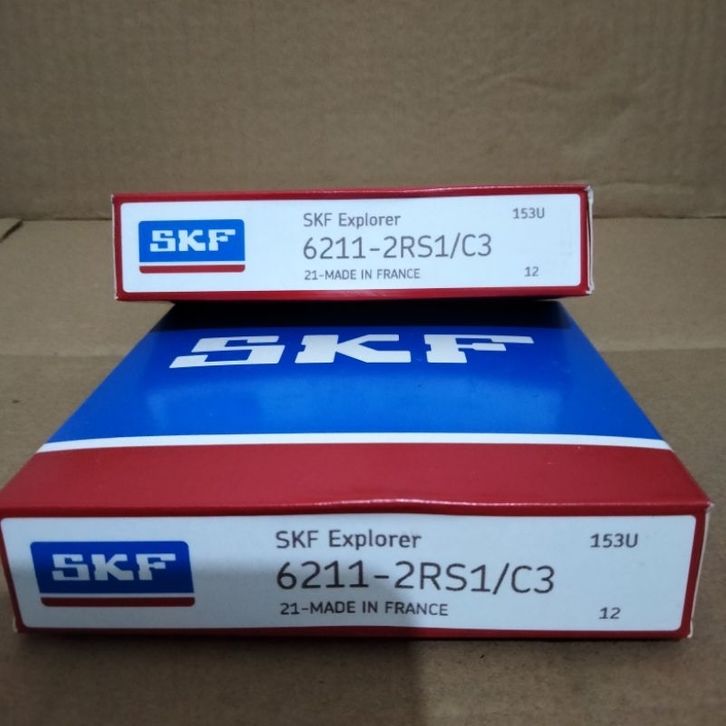 SKF
SKF Explorer
153U
6211-2RS1/C3
21-MADE IN FRANCE
12
SKF
SKF
SKF Explorer
153U
6211-2RS1/C3
21-MADE IN FRANCE
12